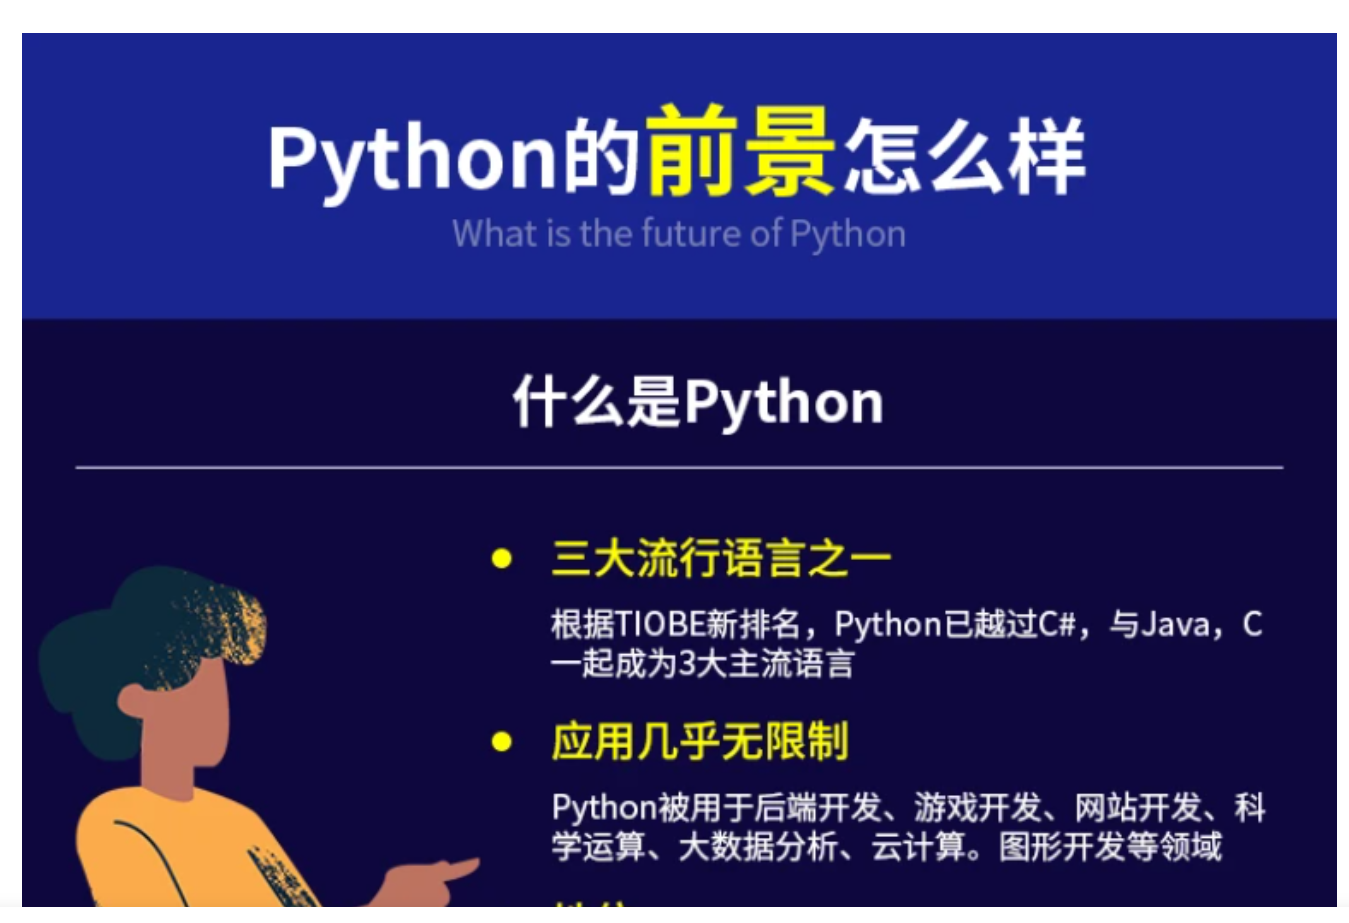 Python的前景怎么样
What is the future of Python
什么是Python
三大流行语言之一
根据TIOBE新排名，Python已越过C#，与Java，C
一起成为3大主流语言
应用几乎无限制
Python被用于后端开发、游戏开发、网站开发、科
学运算、大数据分析、云计算。图形开发等领域